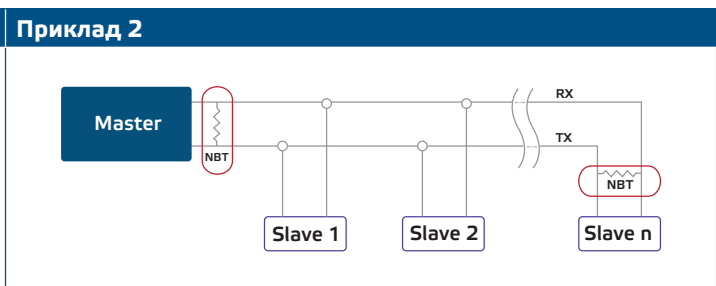 Приклад 2
RX
Master
TX
NBT
NBT
Slave 1
Slave 2
Slave n